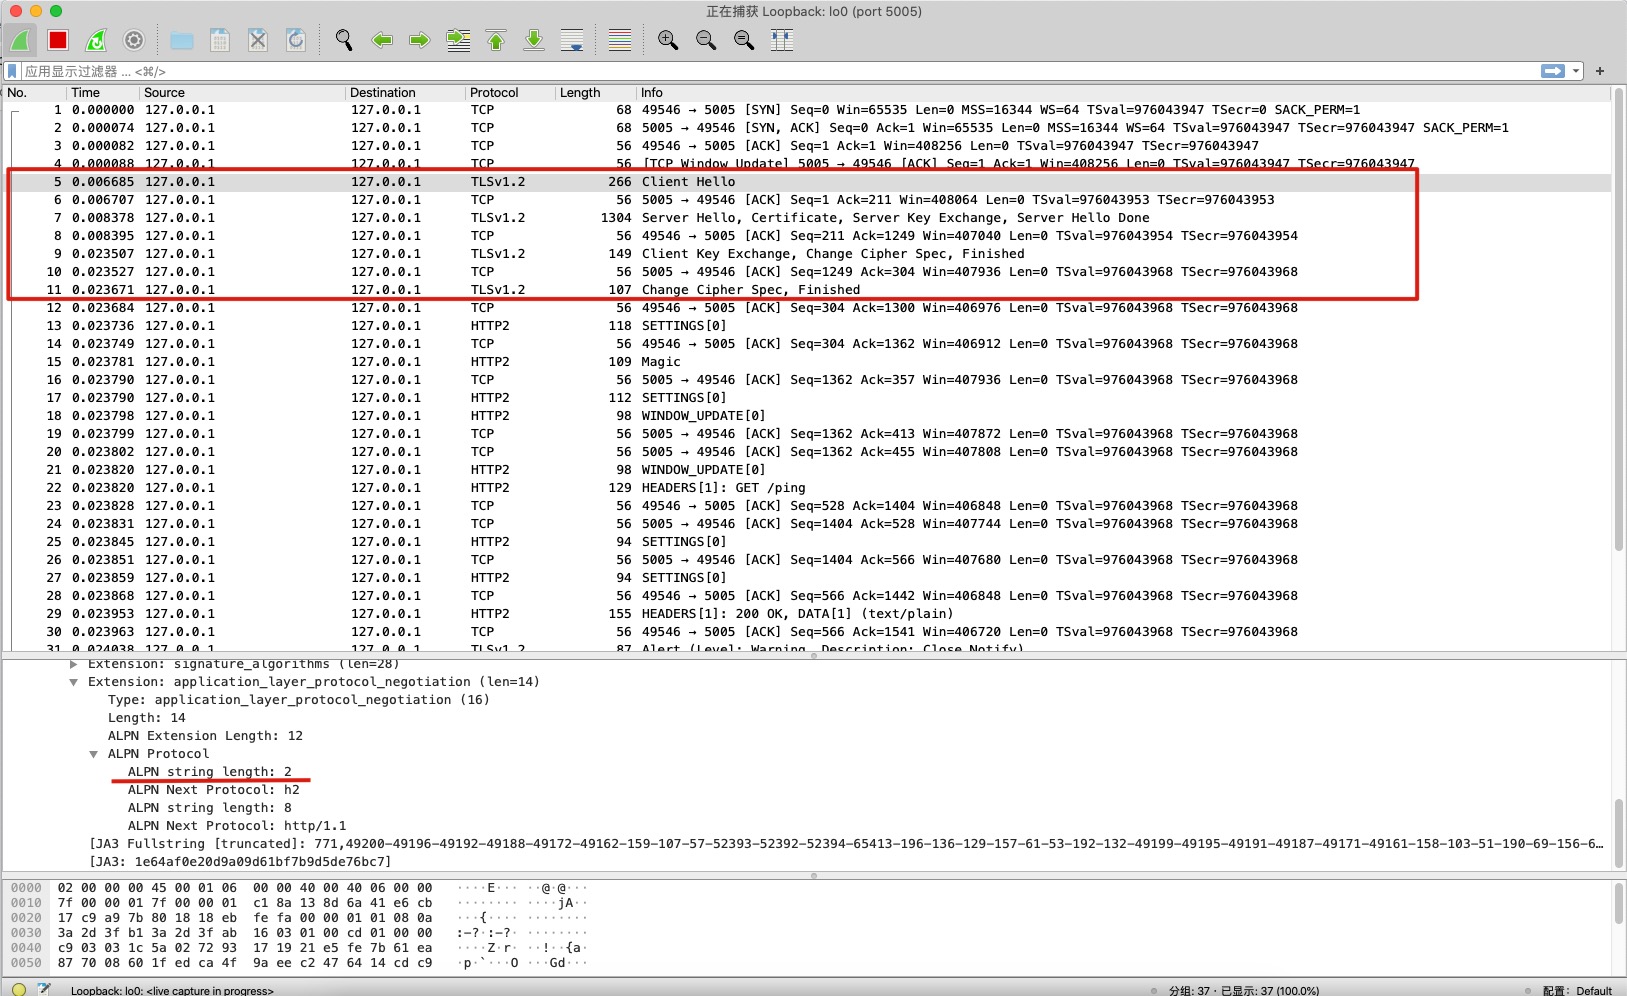 正在捕获 Loopback: lo0 (port 5005)
应用显示过滤器 ... <⌘/>
No. Time Source Destination Protocol Length Info
1 0.000000 127.0.0.1 127.0.0.1 TCP 68 49546 → 5005 [SYN] Seq=0 Win=65535 Len=0 MSS=16344 WS=64 TSval=976043947 TSecr=0 SACK_PERM=1
2 0.000074 127.0.0.1 127.0.0.1 TCP 68 5005 → 49546 [SYN, ACK] Seq=0 Ack=1 Win=65535 Len=0 MSS=16344 WS=64 TSval=976043947 TSecr=976043947 SACK_PERM=1
3 0.000082 127.0.0.1 127.0.0.1 TCP 56 49546 → 5005 [ACK] Seq=1 Ack=1 Win=408256 Len=0 TSval=976043947 TSecr=976043947
4 0.000088 127.0.0.1 127.0.0.1 TCP 56 [TCP Window Update] 5005 → 49546 [ACK] Seq=1 Ack=1 Win=408256 Len=0 TSval=976043947 TSecr=976043947
5 0.006685 127.0.0.1 127.0.0.1 TLSv1.2 266 Client Hello
6 0.006707 127.0.0.1 127.0.0.1 TCP 56 5005 → 49546 [ACK] Seq=1 Ack=211 Win=408064 Len=0 TSval=976043953 TSecr=976043953
7 0.008378 127.0.0.1 127.0.0.1 TLSv1.2 1304 Server Hello, Certificate, Server Key Exchange, Server Hello Done
8 0.008395 127.0.0.1 127.0.0.1 TCP 56 49546 → 5005 [ACK] Seq=211 Ack=1249 Win=407040 Len=0 TSval=976043954 TSecr=976043954
9 0.023507 127.0.0.1 127.0.0.1 TLSv1.2 149 Client Key Exchange, Change Cipher Spec, Finished
10 0.023527 127.0.0.1 127.0.0.1 TCP 56 5005 → 49546 [ACK] Seq=1249 Ack=304 Win=407936 Len=0 TSval=976043968 TSecr=976043968
11 0.023671 127.0.0.1 127.0.0.1 TLSv1.2 107 Change Cipher Spec, Finished
12 0.023684 127.0.0.1 127.0.0.1 TCP 56 49546 → 5005 [ACK] Seq=304 Ack=1300 Win=406976 Len=0 TSval=976043968 TSecr=976043968
13 0.023736 127.0.0.1 127.0.0.1 HTTP2 118 SETTINGS[0]
14 0.023749 127.0.0.1 127.0.0.1 TCP 56 49546 → 5005 [ACK] Seq=304 Ack=1362 Win=406912 Len=0 TSval=976043968 TSecr=976043968
15 0.023781 127.0.0.1 127.0.0.1 HTTP2 109 Magic
16 0.023790 127.0.0.1 127.0.0.1 TCP 56 5005 → 49546 [ACK] Seq=1362 Ack=357 Win=407936 Len=0 TSval=976043968 TSecr=976043968
17 0.023790 127.0.0.1 127.0.0.1 HTTP2 112 SETTINGS[0]
18 0.023798 127.0.0.1 127.0.0.1 HTTP2 98 WINDOW_UPDATE[0]
19 0.023799 127.0.0.1 127.0.0.1 TCP 56 5005 → 49546 [ACK] Seq=1362 Ack=413 Win=407872 Len=0 TSval=976043968 TSecr=976043968
20 0.023802 127.0.0.1 127.0.0.1 TCP 56 5005 → 49546 [ACK] Seq=1362 Ack=455 Win=407808 Len=0 TSval=976043968 TSecr=976043968
21 0.023820 127.0.0.1 127.0.0.1 HTTP2 98 WINDOW_UPDATE[0]
22 0.023820 127.0.0.1 127.0.0.1 HTTP2 129 HEADERS[1]: GET /ping
23 0.023828 127.0.0.1 127.0.0.1 TCP 56 49546 → 5005 [ACK] Seq=528 Ack=1404 Win=406848 Len=0 TSval=976043968 TSecr=976043968
24 0.023831 127.0.0.1 127.0.0.1 TCP 56 5005 → 49546 [ACK] Seq=1404 Ack=528 Win=407744 Len=0 TSval=976043968 TSecr=976043968
25 0.023845 127.0.0.1 127.0.0.1 HTTP2 94 SETTINGS[0]
26 0.023851 127.0.0.1 127.0.0.1 TCP 56 5005 → 49546 [ACK] Seq=1404 Ack=566 Win=407680 Len=0 TSval=976043968 TSecr=976043968
27 0.023859 127.0.0.1 127.0.0.1 HTTP2 94 SETTINGS[0]
28 0.023868 127.0.0.1 127.0.0.1 TCP 56 49546 → 5005 [ACK] Seq=566 Ack=1442 Win=406848 Len=0 TSval=976043968 TSecr=976043968
29 0.023953 127.0.0.1 127.0.0.1 HTTP2 155 HEADERS[1]: 200 OK, DATA[1] (text/plain)
30 0.023963 127.0.0.1 127.0.0.1 TCP 56 49546 → 5005 [ACK] Seq=566 Ack=1541 Win=406720 Len=0 TSval=976043968 TSecr=976043968
31 0.024038 127.0.0.1 127.0.0.1 TLSv1.2 87 Alert (Level: Warning, Description: Close Notify)
Extension: signature_algorithms (len=28)
Extension: application_layer_protocol_negotiation (len=14)
Type: application_layer_protocol_negotiation (16)
Length: 14
ALPN Extension Length: 12
ALPN Protocol
ALPN string length: 2
ALPN Next Protocol: h2
ALPN string length: 8
ALPN Next Protocol: http/1.1
[JA3 Fullstring [truncated]: 771,49200-49196-49192-49188-49172-49162-159-107-57-52393-52392-52394-65413-196-136-129-157-61-53-192-132-49199-49195-49191-49187-49171-49161-158-103-51-190-69-156-6…
[JA3: 1e64af0e20d9a09d61bf7b9d5de76bc7]
0000 02 00 00 00 45 00 01 06 00 00 40 00 40 06 00 00 ····E··· ··@·@···
0010 7f 00 00 01 7f 00 00 01 c1 8a 13 8d 6a 41 e6 cb ········ ····jA··
0020 17 c9 a9 7b 80 18 18 eb fe fa 00 00 01 01 08 0a ···{···· ········
0030 3a 2d 3f b1 3a 2d 3f ab 16 03 01 00 cd 01 00 00 :-?·:-?· ········
0040 c9 03 03 1c 5a 02 72 93 17 19 21 e5 fe 7b 61 ea ····Z·r· ··!··{a·
0050 87 70 08 60 1f ed ca 4f 9a ee c2 47 64 14 cd c9 ·p·`···O ···Gd···
Loopback: lo0: <live capture in progress> 分组: 37 · 已显示: 37 (100.0%) 配置: Default